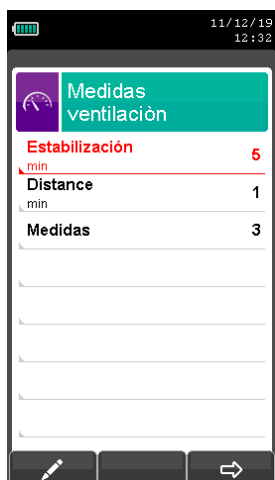 11/12/19
12:32
Medidas
ventilaciòn
Estabilización 5
min
Distance 1
min
Medidas 3